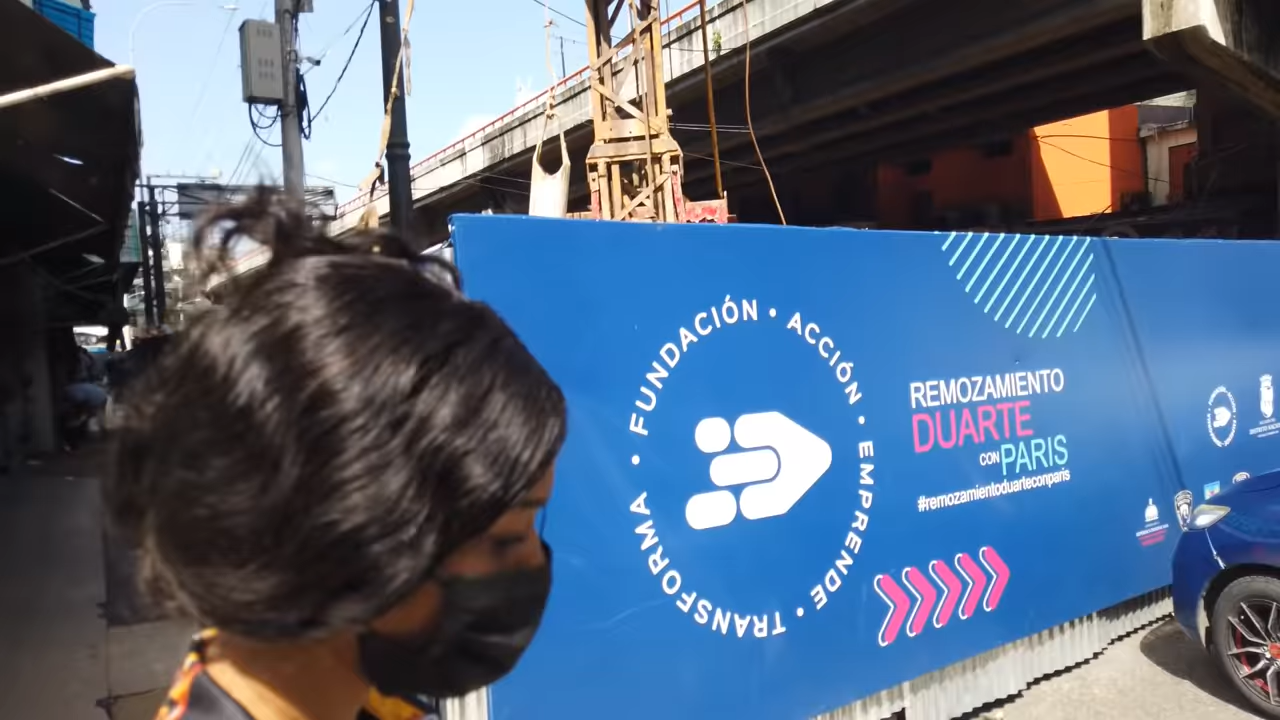 • FUNDACIÓN • ACCIÓN • EMPRENDE • TRANSFORMA
REMOZAMIENTO
DUARTE
CON PARIS
#remozamientoduarteconparis